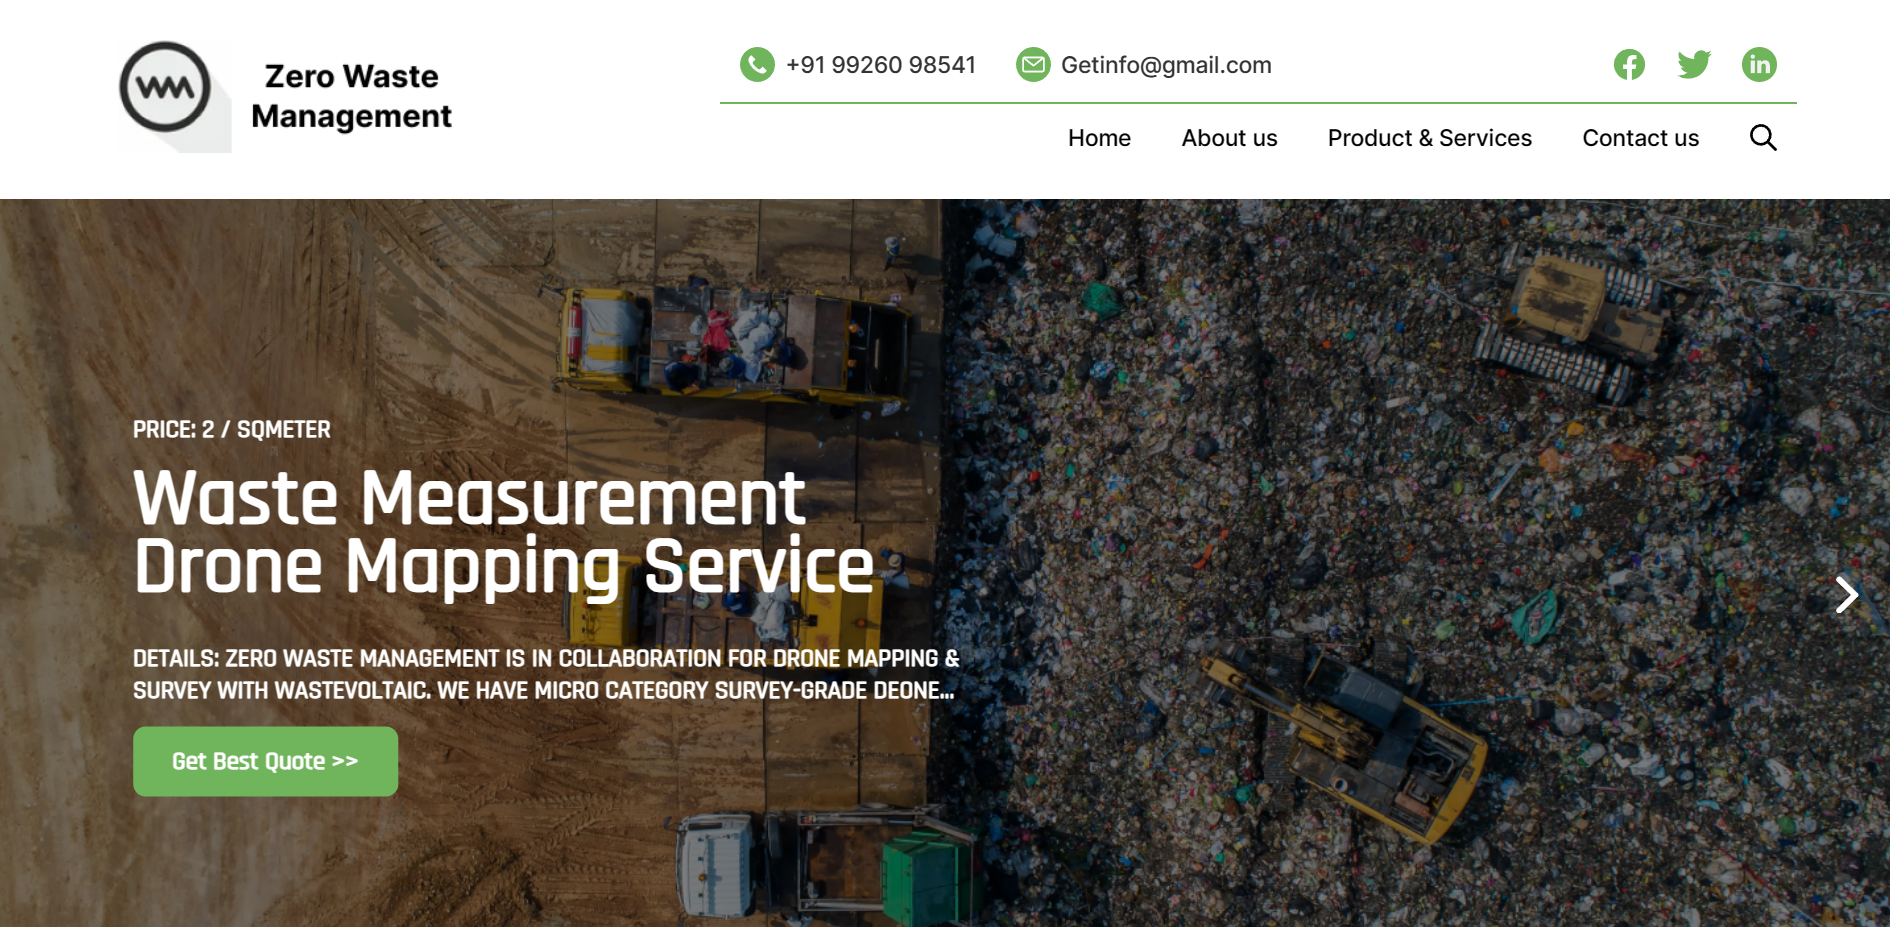 WM
Zero Waste
Management
+91 99260 98541
Getinfo@gmail.com
Home
About us
Product & Services
Contact us
PRICE: 2 / SQMETER
Waste Measurement
Drone Mapping Service
DETAILS: ZERO WASTE MANAGEMENT IS IN COLLABORATION FOR DRONE MAPPING &
SURVEY WITH WASTEVOLTAIC. WE HAVE MICRO CATEGORY SURVEY-GRADE DEONE...
Get Best Quote >>